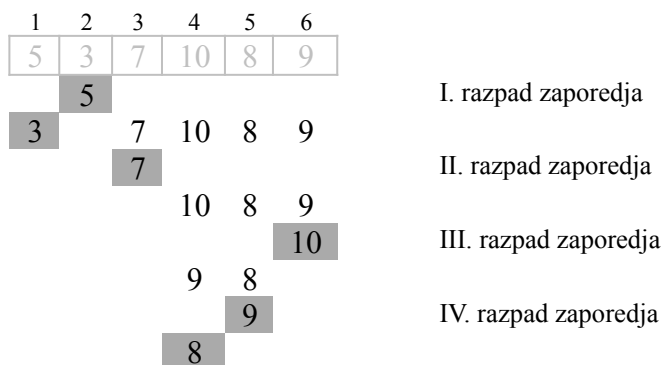 1 2 3 4 5 6
5 3 7 10 8 9
5 I. razpad zaporedja
3 7 10 8 9
7 II. razpad zaporedja
10 8 9
10 III. razpad zaporedja
9 8
9 IV. razpad zaporedja
8